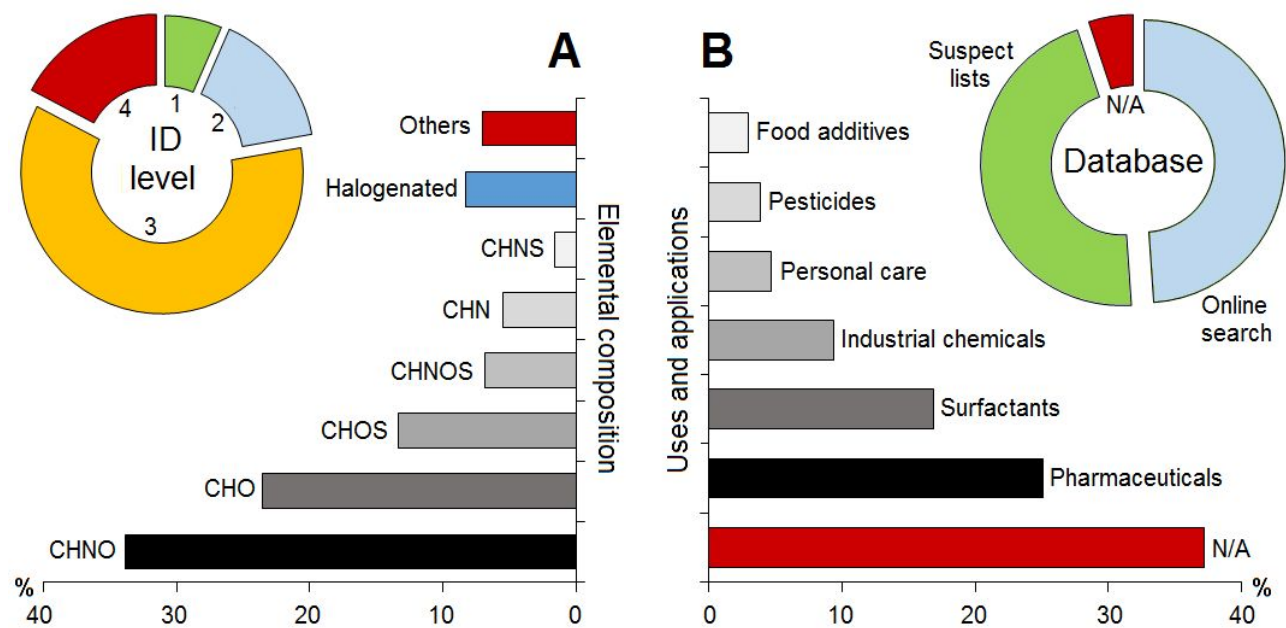 A
1
2
3
4
ID
level
Others
Halogenated
CHNS
CHN
CHNOS
CHOS
CHO
CHNO
Elemental composition
%
40
30
20
10
0
B
Suspect
lists
N/A
Database
Online
search
Food additives
Pesticides
Personal care
Industrial chemicals
Surfactants
Pharmaceuticals
N/A
Uses and applications
0
10
20
30
40
%